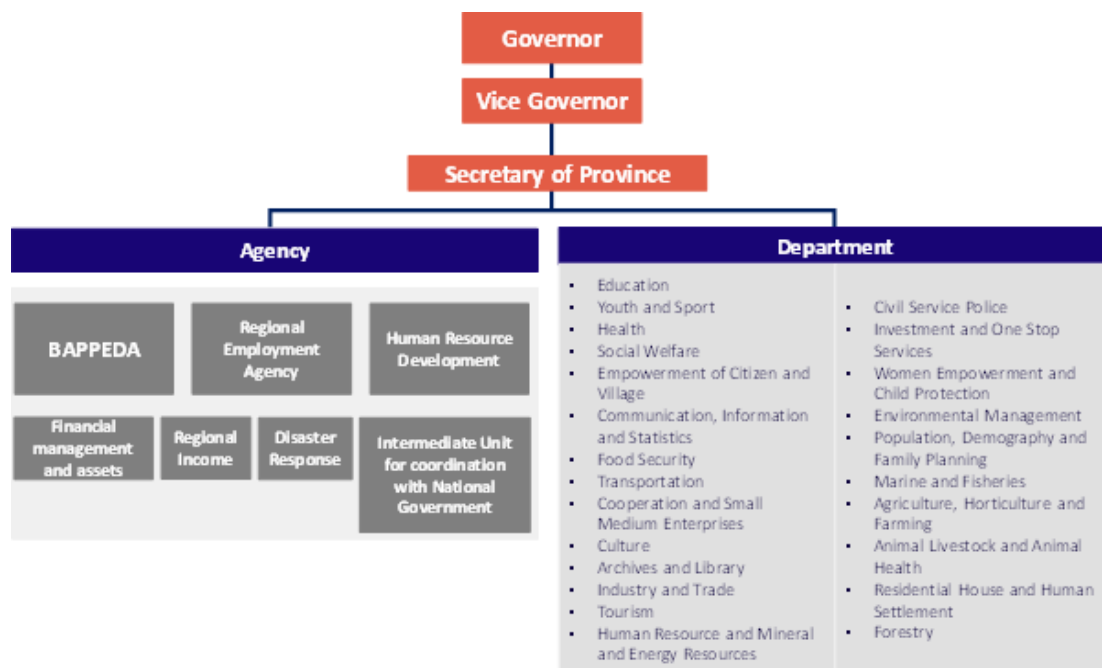 Governor
Vice Governor
Secretary of Province
Agency
BAPPEDA
Regional
Employment
Agency
Human Resource
Development
Financial
management
and assets
Regional
Income
Disaster
Response
Intermediate Unit
for coordination
with National
Government
Department
▪ Education
▪ Youth and Sport
▪ Health
▪ Social Welfare
▪ Empowerment of Citizen and
Village
▪ Communication, Information
and Statistics
▪ Food Security
▪ Transportation
▪ Cooperation and Small
Medium Enterprises
▪ Culture
▪ Archives and Library
▪ Industry and Trade
▪ Tourism
▪ Human Resource and Mineral
and Energy Resources
▪ Civil Service Police
▪ Investment and One Stop
Services
▪ Women Empowerment and
Child Protection
▪ Environmental Management
▪ Population, Demography and
Family Planning
▪ Marine and Fisheries
▪ Agriculture, Horticulture and
Farming
▪ Animal Livestock and Animal
Health
▪ Residential House and Human
Settlement
▪ Forestry